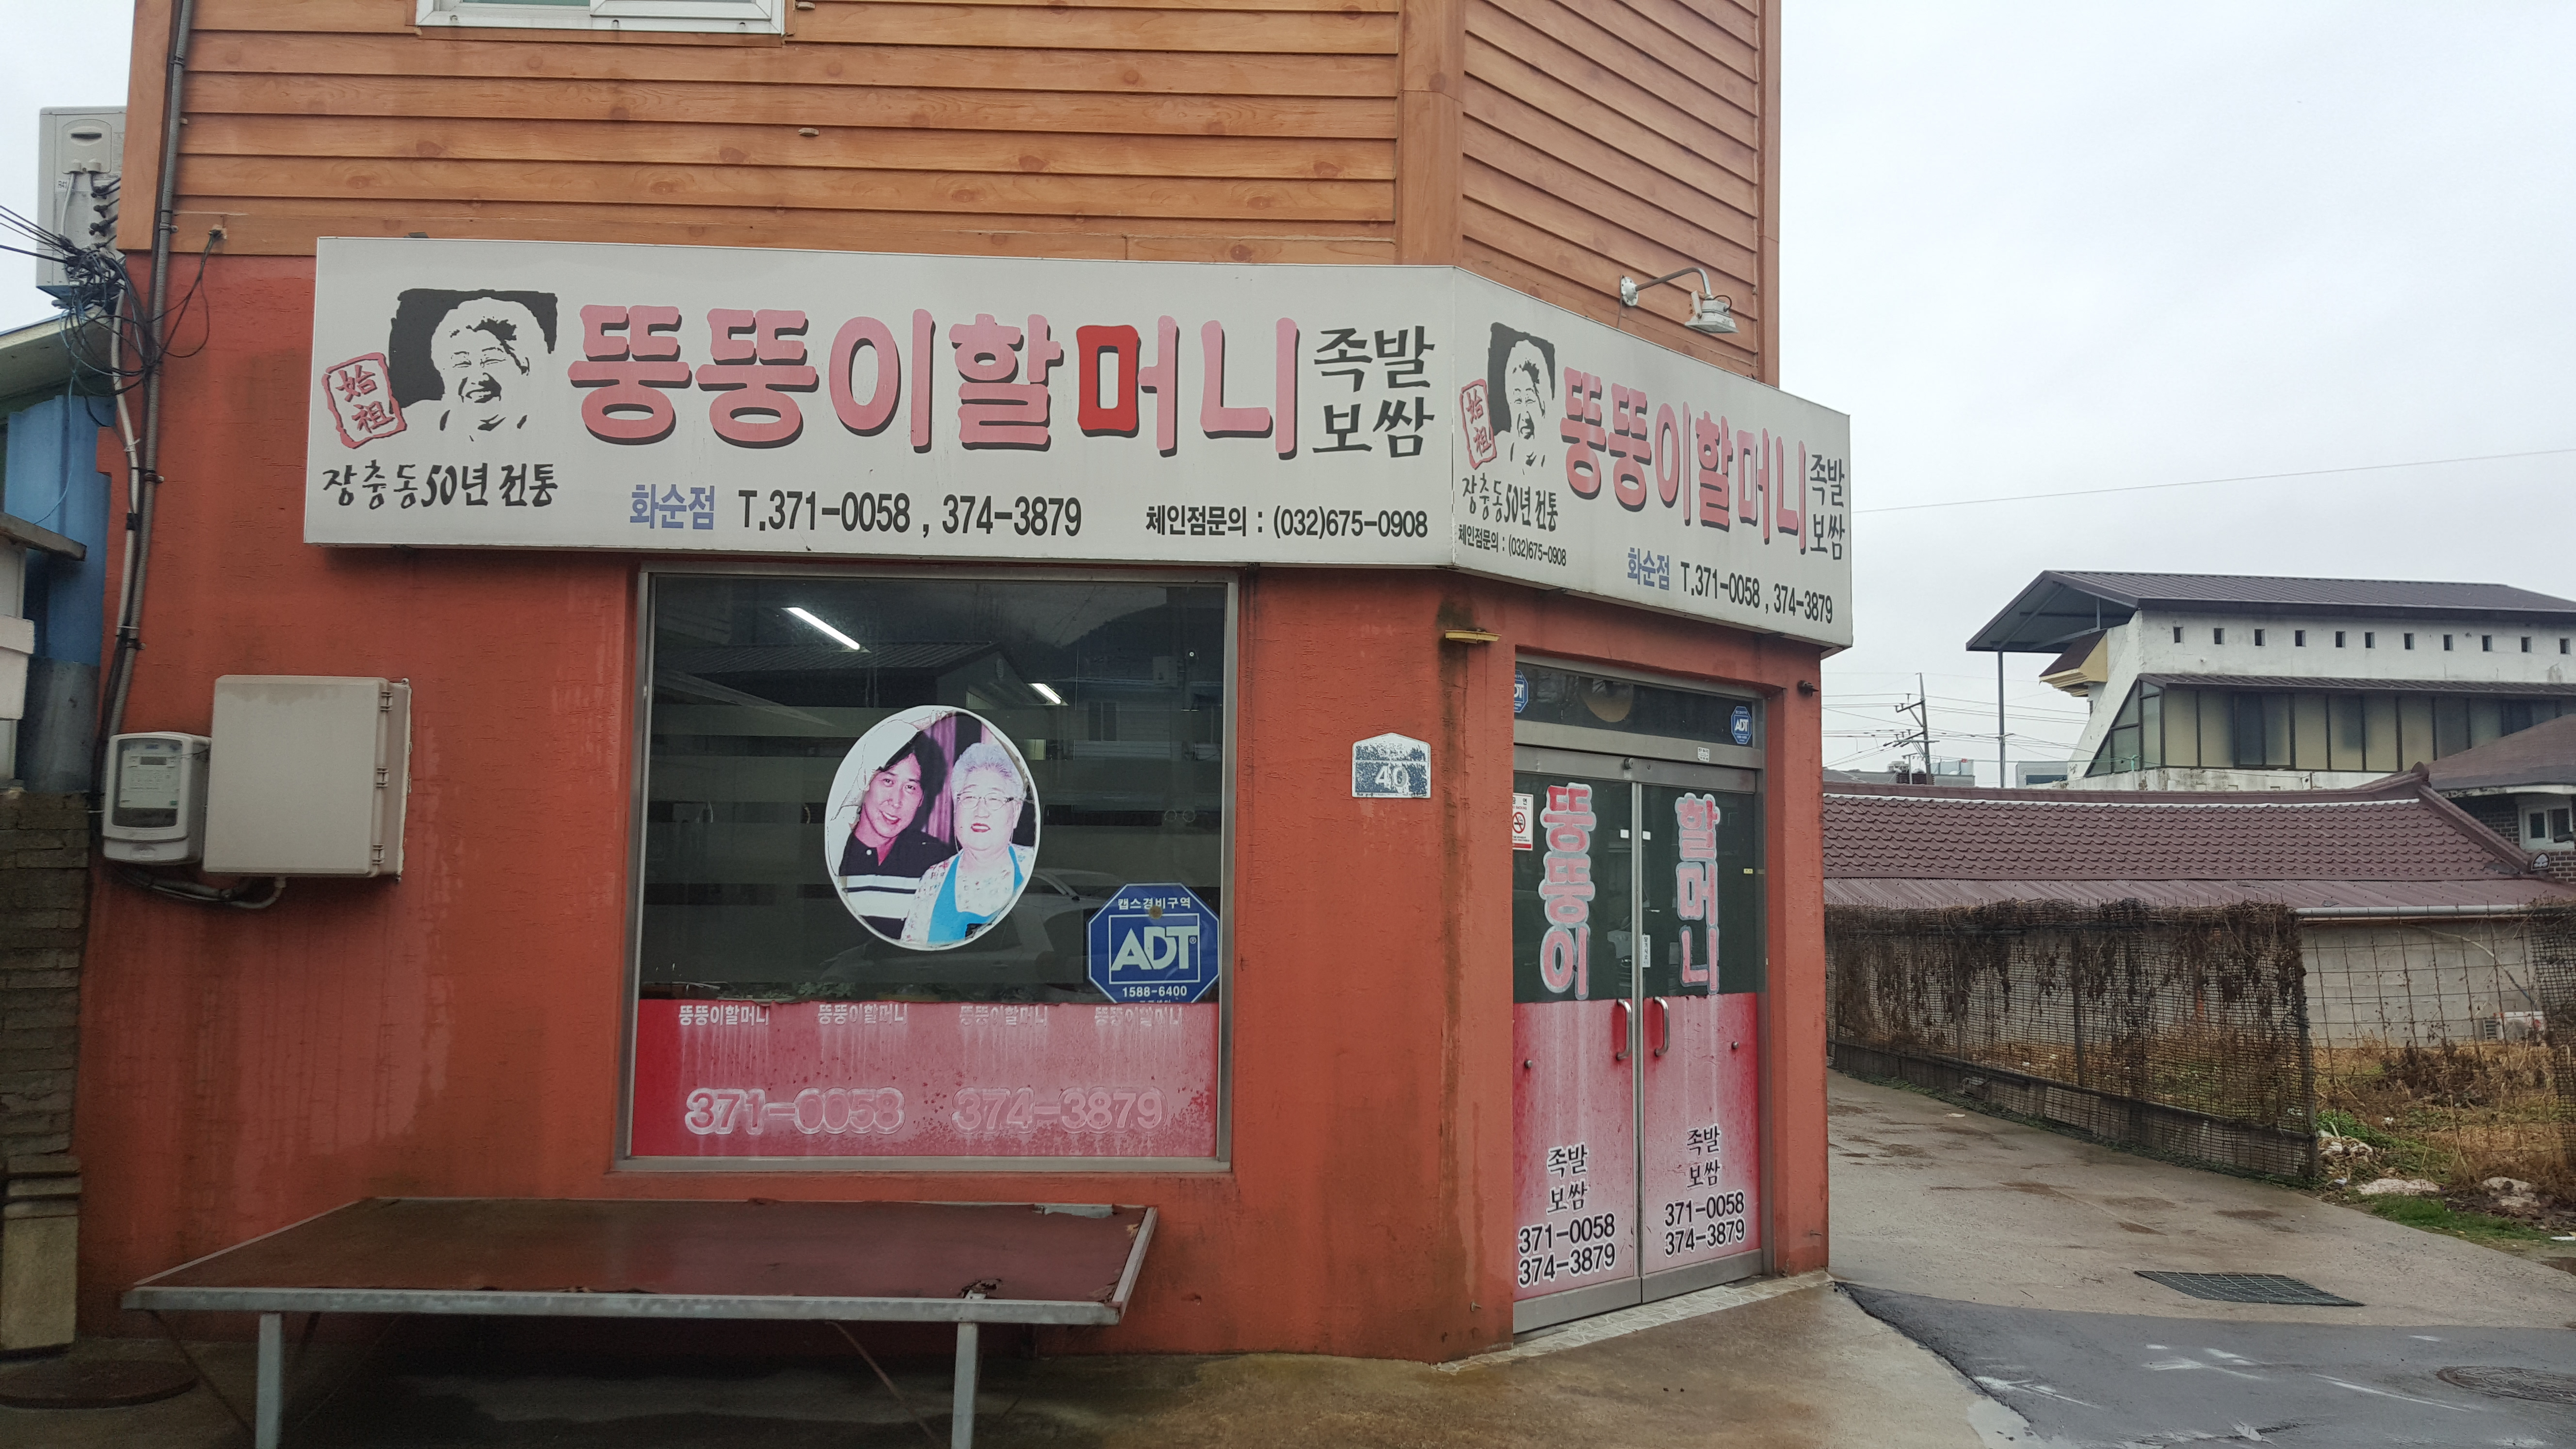 始
祖
장충동50년 전통
뚱뚱이할머니
족발
보쌈
화순점 T.371-0058 , 374-3879
체인점문의 : (032)675-0908
始
祖
장충동50년 전통
뚱뚱이할머니
족발
보쌈
체인점문의 : (032)675-0908
화순점 T.371-0058 , 374-3879
캡스경비구역
ADT
1588-6400
뚱뚱이할머니 뚱뚱이할머니 뚱뚱이할머니 뚱뚱이할머니
371-0058 374-3879
40
ADT
ADT
뚱뚱이
할머니
족발
보쌈
371-0058
374-3879
족발
보쌈
371-0058
374-3879